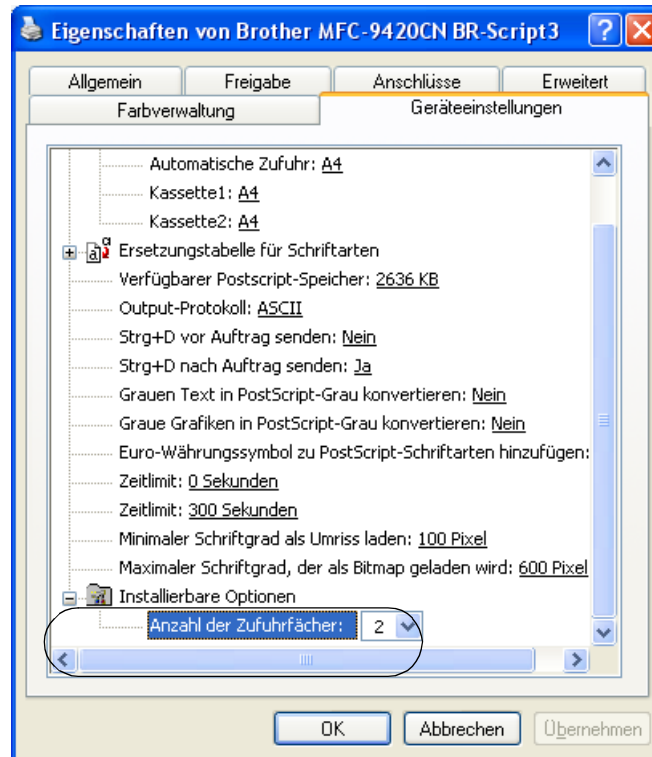 Eigenschaften von Brother MFC-9420CN BR-Script3
Allgemein Freigabe Anschlüsse Erweitert
Farbverwaltung Geräteeinstellungen
Automatische Zufuhr: A4
Kassette1: A4
Kassette2: A4
Ersetzungstabelle für Schriftarten
Verfügbarer Postscript-Speicher: 2636 KB
Output-Protokoll: ASCII
Strg+D vor Auftrag senden: Nein
Strg+D nach Auftrag senden: Ja
Grauen Text in PostScript-Grau konvertieren: Nein
Graue Grafiken in PostScript-Grau konvertieren: Nein
Euro-Währungssymbol zu PostScript-Schriftarten hinzufügen:
Zeitlimit: 0 Sekunden
Zeitlimit: 300 Sekunden
Minimaler Schriftgrad als Umriss laden: 100 Pixel
Maximaler Schriftgrad, der als Bitmap geladen wird: 600 Pixel
Installierbare Optionen
Anzahl der Zufuhrfächer: 2
OK Abbrechen Übernehmen